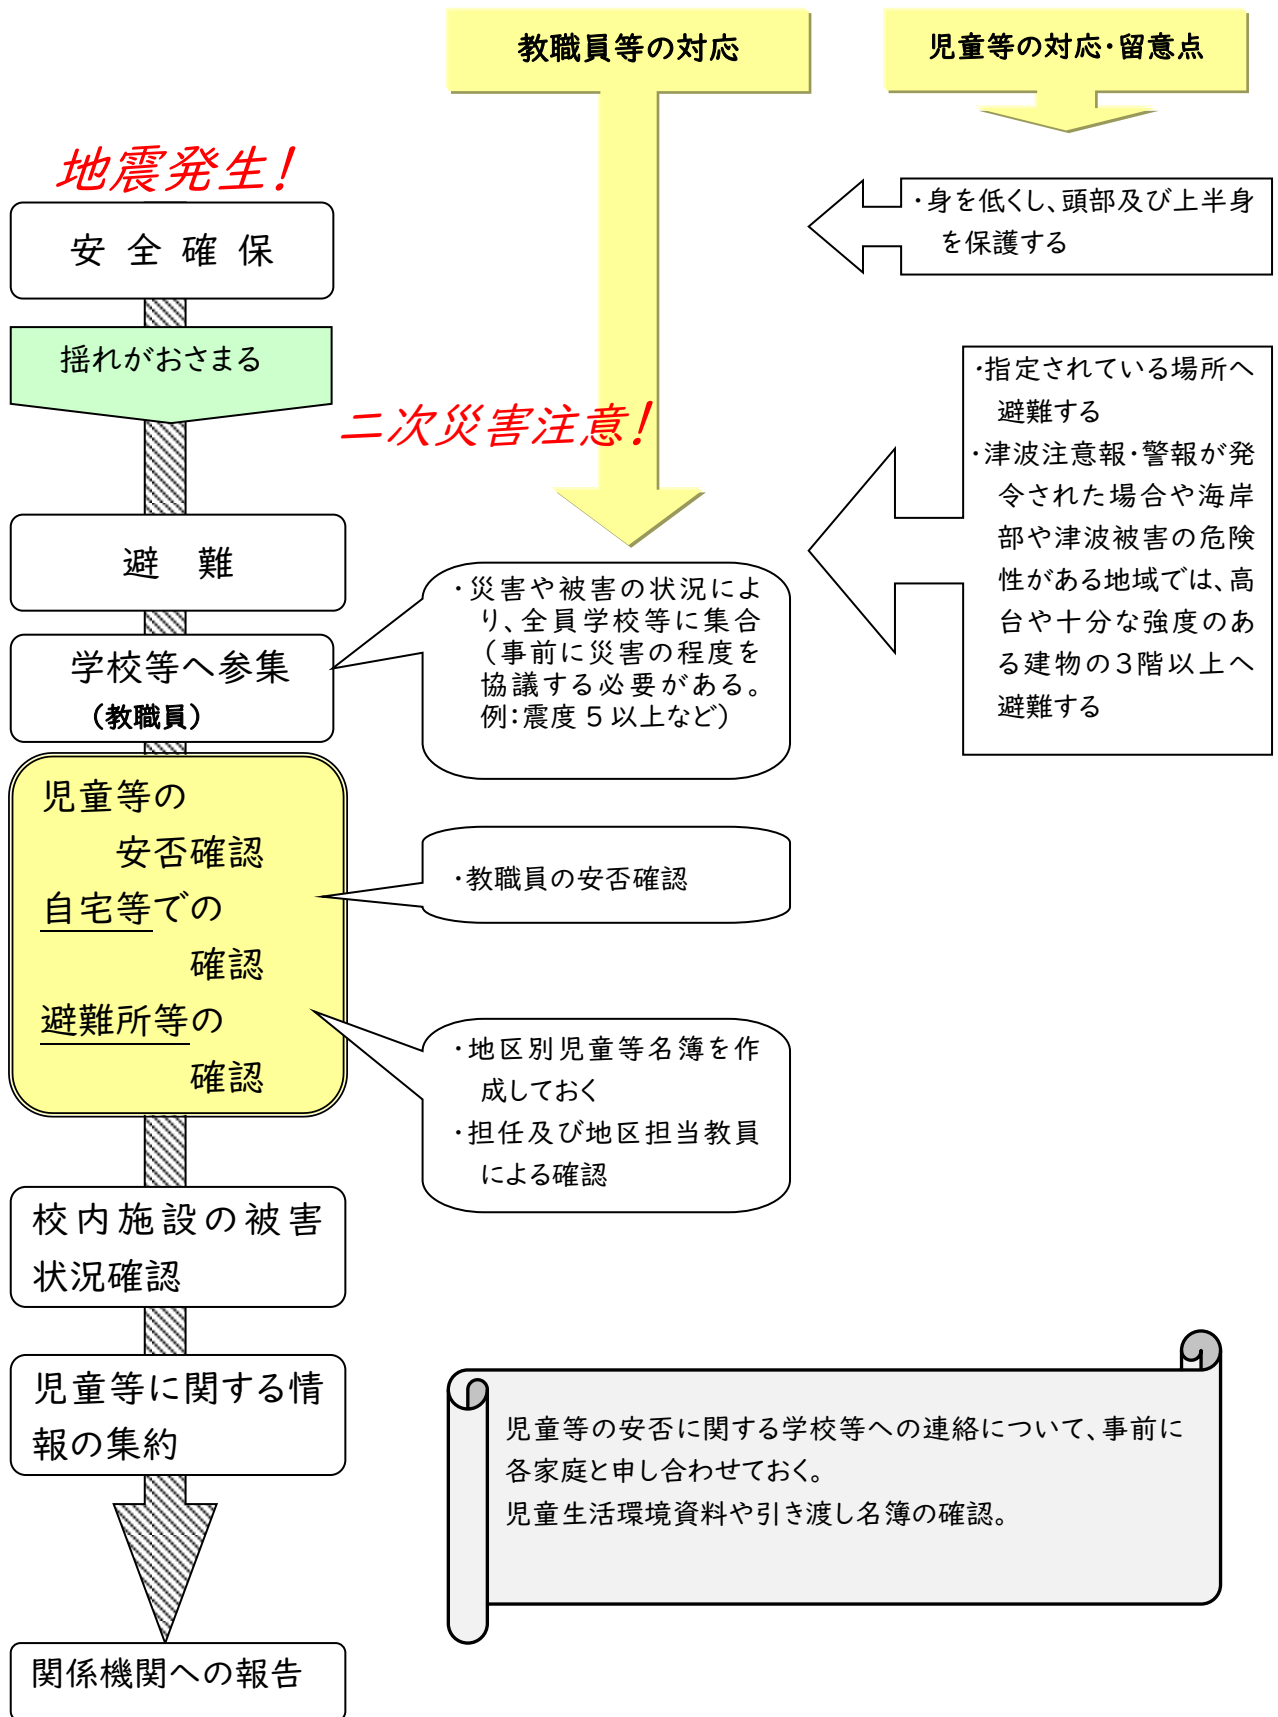 教職員等の対応
児童等の対応・留意点
地震発生！
安全確保
・身を低くし、頭部及び上半身
を保護する
揺れがおさまる
二次災害注意！
・指定されている場所へ
避難する
・津波注意報・警報が発
令された場合や海岸
部や津波被害の危険
性がある地域では、高
台や十分な強度のあ
る建物の３階以上へ
避難する
避　難
学校等へ参集
（教職員）
・災害や被害の状況によ
り、全員学校等に集合
（事前に災害の程度を
協議する必要がある。
例：震度５以上など）
児童等の
安否確認
自宅等での
確認
避難所等の
確認
・教職員の安否確認
・地区別児童等名簿を作
成しておく
・担任及び地区担当教員
による確認
校内施設の被害
状況確認
児童等に関する情
報の集約
児童等の安否に関する学校等への連絡について、事前に
各家庭と申し合わせておく。
児童生活環境資料や引き渡し名簿の確認。
関係機関への報告